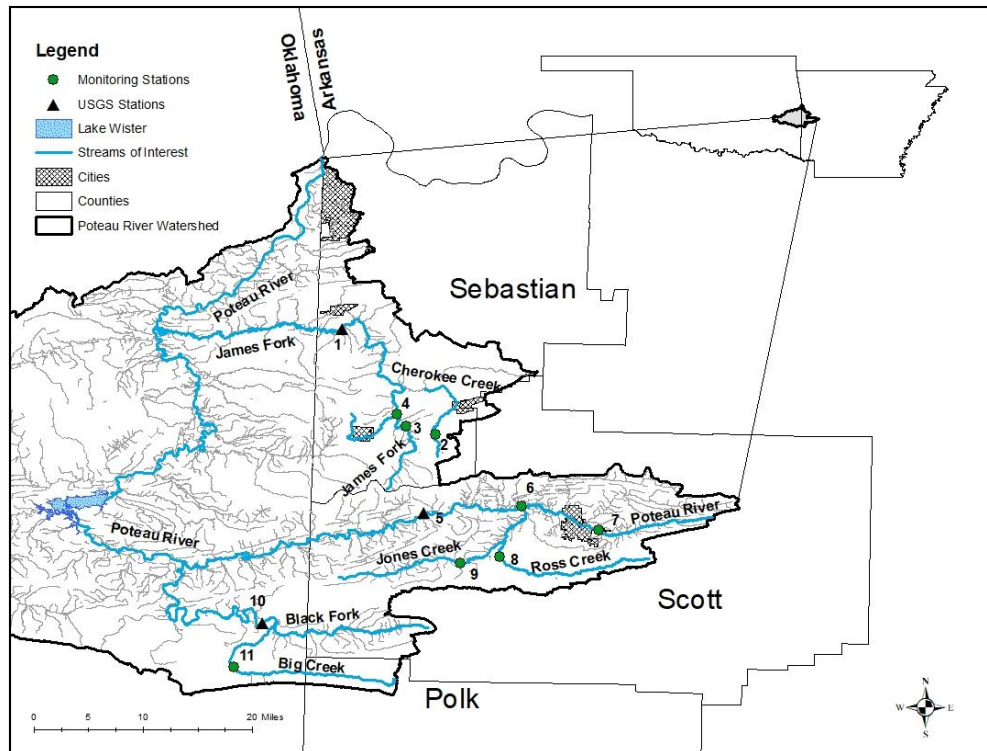 Legend
Monitoring Stations
USGS Stations
Lake Wister
Streams of Interest
Cities
Counties
Poteau River Watershed
Oklahoma
Arkansas
Sebastian
Poteau River
James Fork
1
Cherokee Creek
4
3
2
James Fork
6
7
Poteau River
5
Poteau River
Jones Creek
8
Ross Creek
9
Scott
10
Black Fork
11
Big Creek
Polk
0 5 10 20 Miles
N
W E
S